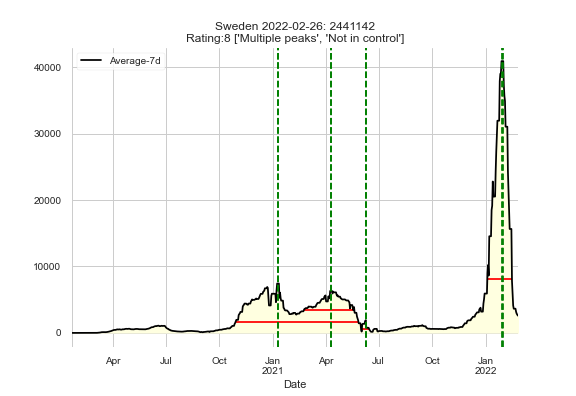 Sweden 2022-02-26: 2441142
Rating:8 ['Multiple peaks', 'Not in control']
Average-7d
40000
30000
20000
10000
0
Apr Jul Oct Jan Apr Jul Oct Jan
2021 2022
Date